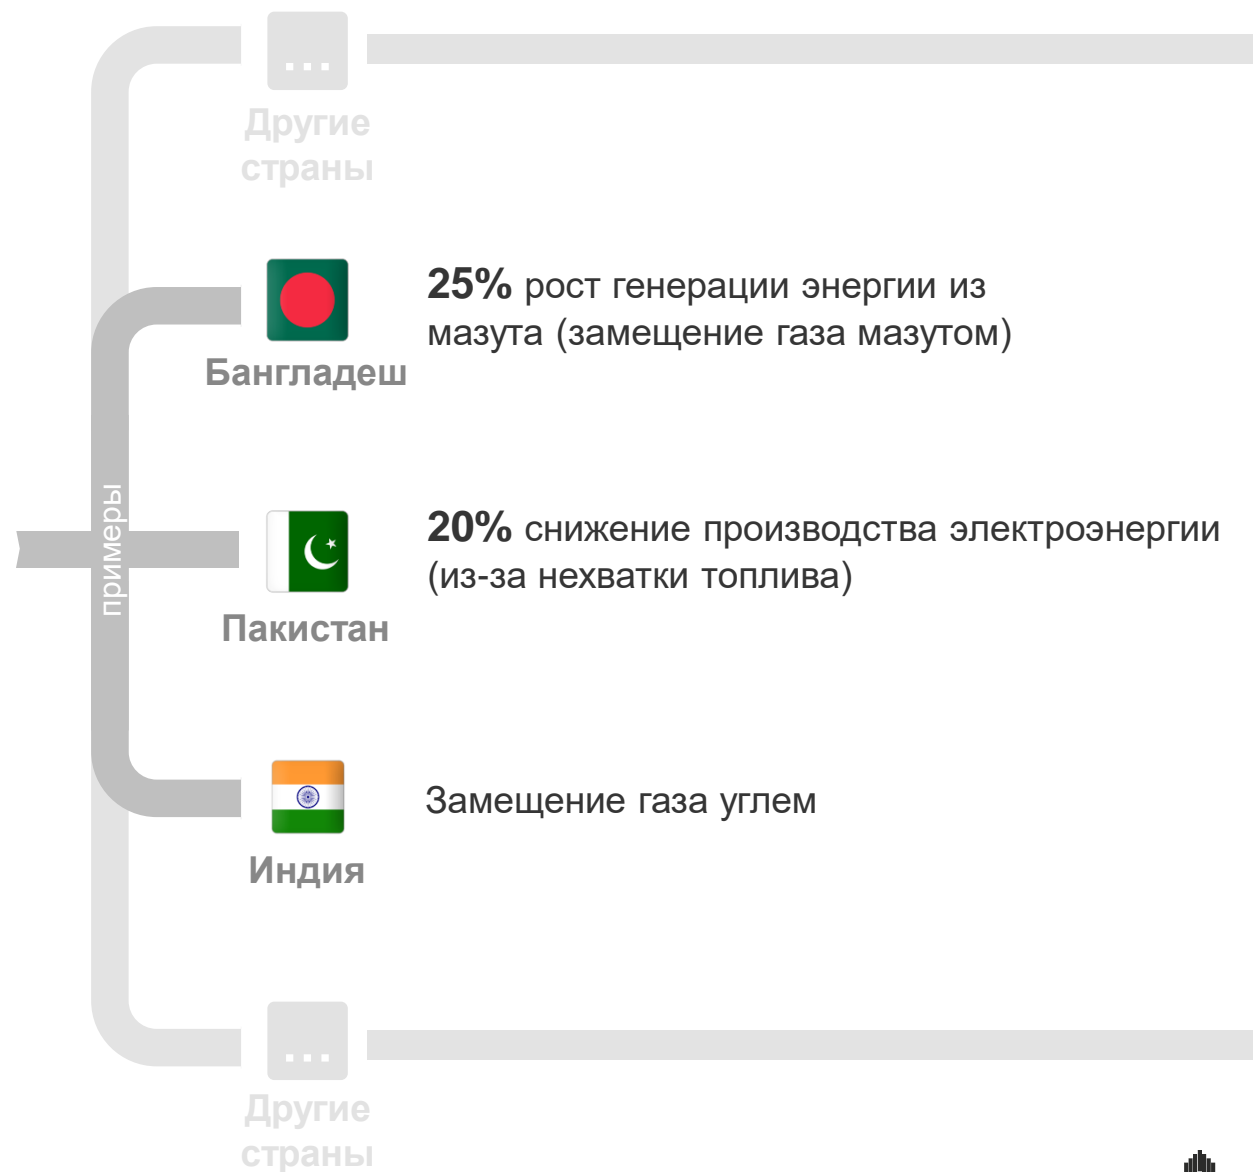 ...
Другие
страны
25% рост генерации энергии из
мазута (замещение газа мазутом)
Бангладеш
примеры
20% снижение производства электроэнергии
(из-за нехватки топлива)
Пакистан
Замещение газа углем
Индия
...
Другие
страны